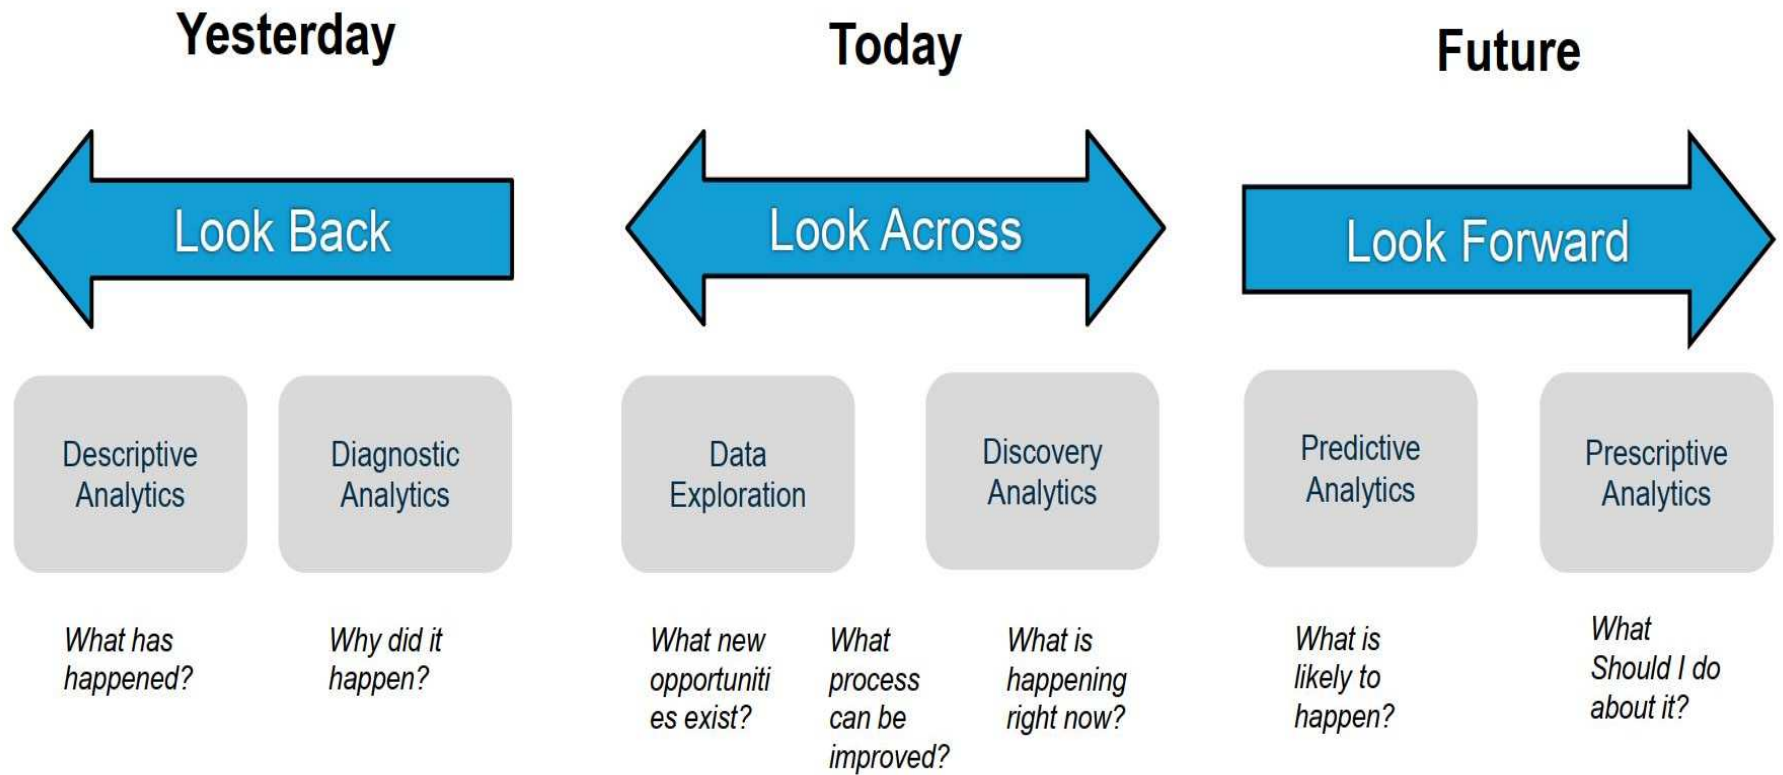 Yesterday
Today
Future
Look Back
Look Across
Look Forward
Descriptive
Analytics
Diagnostic
Analytics
Data
Exploration
Discovery
Analytics
Predictive
Analytics
Prescriptive
Analytics
What has
happened?
Why did it
happen?
What new
opportuniti
es exist?
What
process
can be
improved?
What is
happening
right now?
What is
likely to
happen?
What
Should I do
about it?